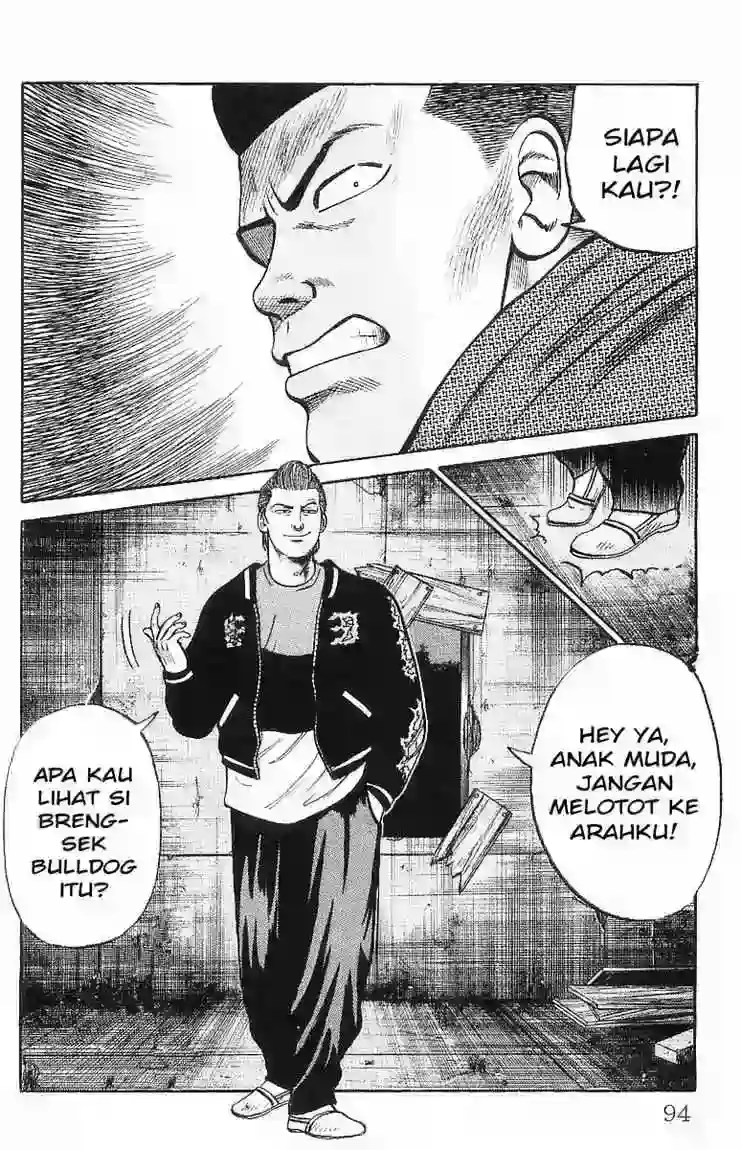 SIAPA
LAGI
KAU?!
HEY YA,
ANAK MUDA,
JANGAN
MELOTOT KE
ARAHKU!
APA KAU
LIHAT SI
BRENG-
SEK
BULLDOG
ITU?
94